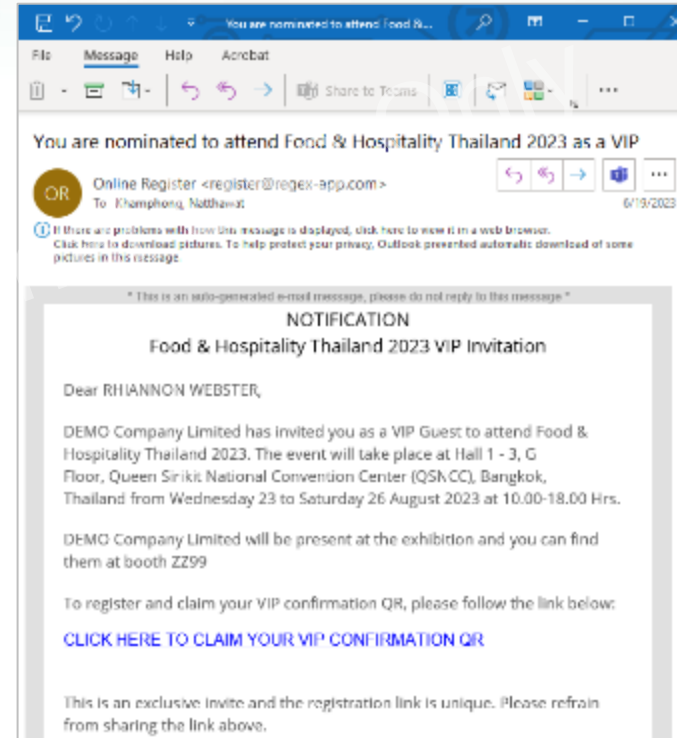 You are nominated to attend Food &...
File Message Help Acrobat
Share to Teams
You are nominated to attend Food & Hospitality Thailand 2023 as a VIP
OR
Online Register <register@regex-app.com>
To Khamphong, Natthawat
6/19/2023
If there are problems with how this message is displayed, click here to view it in a web browser.
Click here to download pictures. To help protect your privacy, Outlook prevented automatic download of some
pictures in this message.
* This is an auto-generated e-mail message, please do not reply to this message *
NOTIFICATION
Food & Hospitality Thailand 2023 VIP Invitation
Dear RHIANNON WEBSTER,
DEMO Company Limited has invited you as a VIP Guest to attend Food &
Hospitality Thailand 2023. The event will take place at Hall 1 - 3, G
Floor, Queen Sirikit National Convention Center (QSNCC), Bangkok,
Thailand from Wednesday 23 to Saturday 26 August 2023 at 10.00-18.00 Hrs.
DEMO Company Limited will be present at the exhibition and you can find
them at booth ZZ99
To register and claim your VIP confirmation QR, please follow the link below:
CLICK HERE TO CLAIM YOUR VIP CONFIRMATION QR
This is an exclusive invite and the registration link is unique. Please refrain
from sharing the link above.